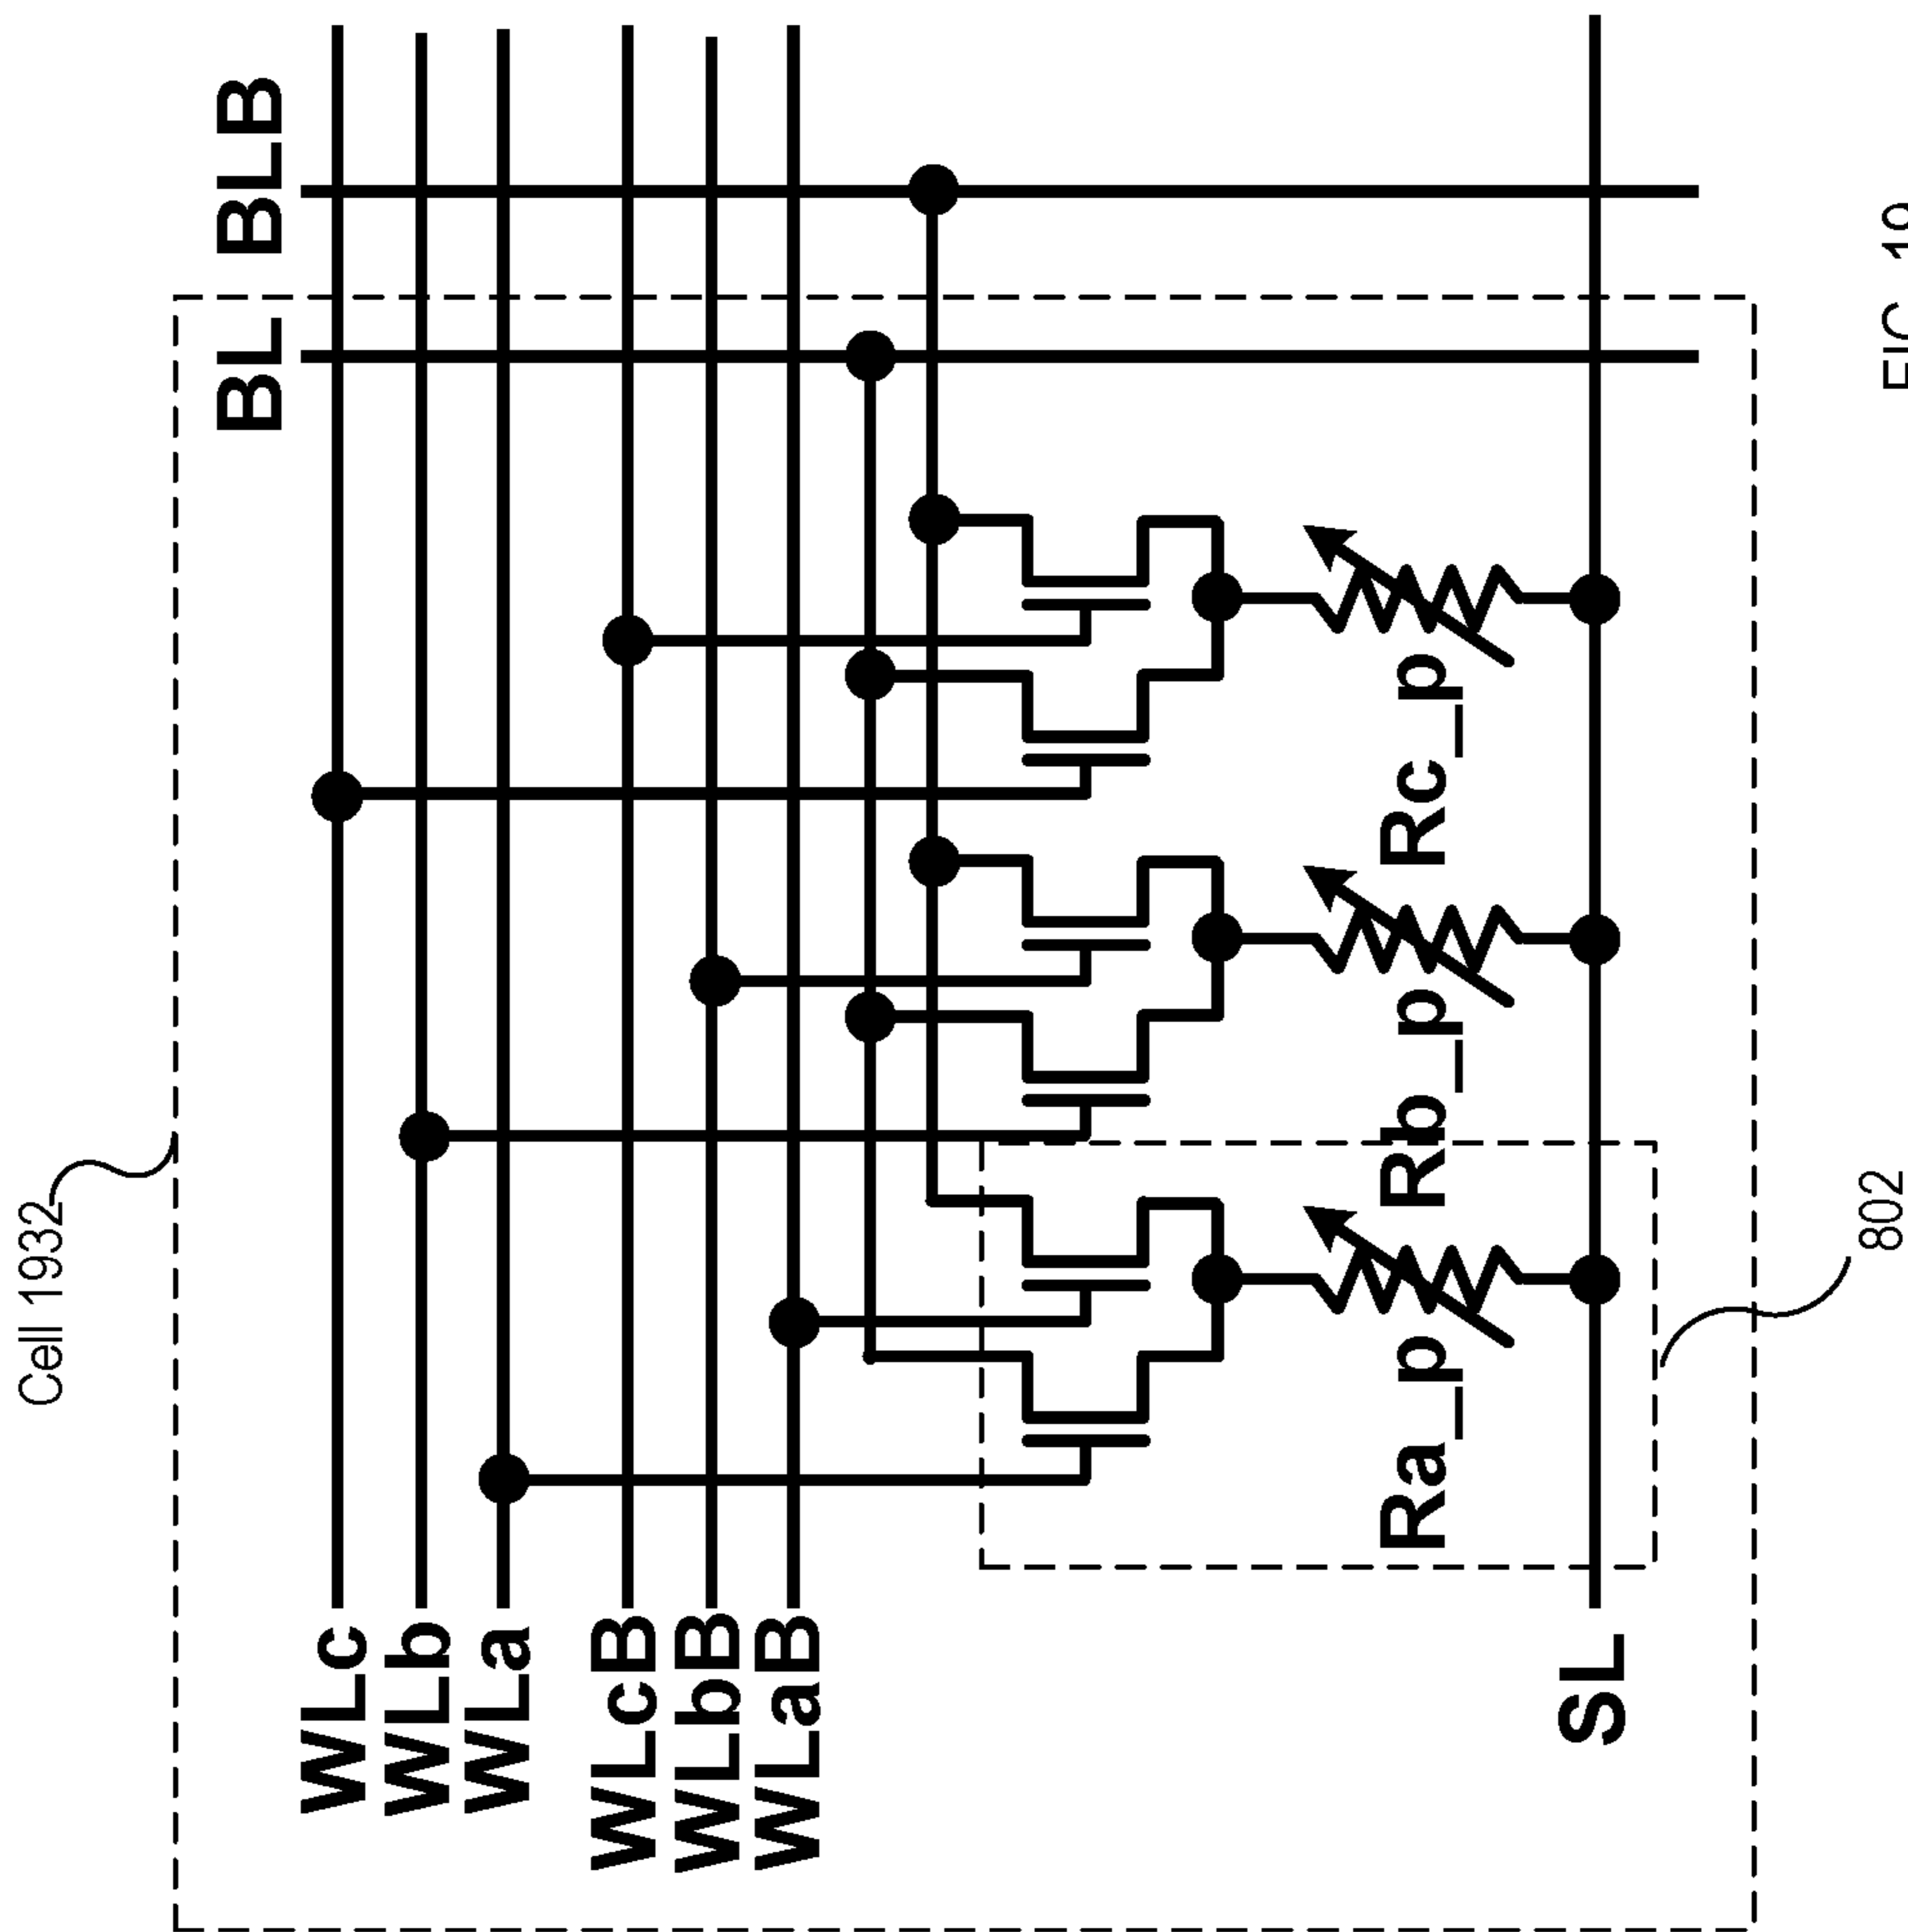 Cell 1932
BL BLB
WLc
WLb
WLa
WLcB
WLbB
WLaB
Ra_p Rb_p Rc_p
SL
802